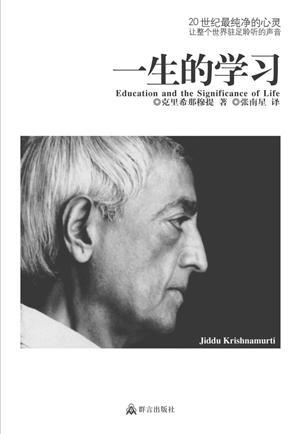 20世纪最纯净的心灵
让整个世界驻足聆听的声音
一生的学习
Education and the Significance of Life
◎克里希那穆提 著 ◎张南星 译
Jiddu Krishnamurti
群言出版社